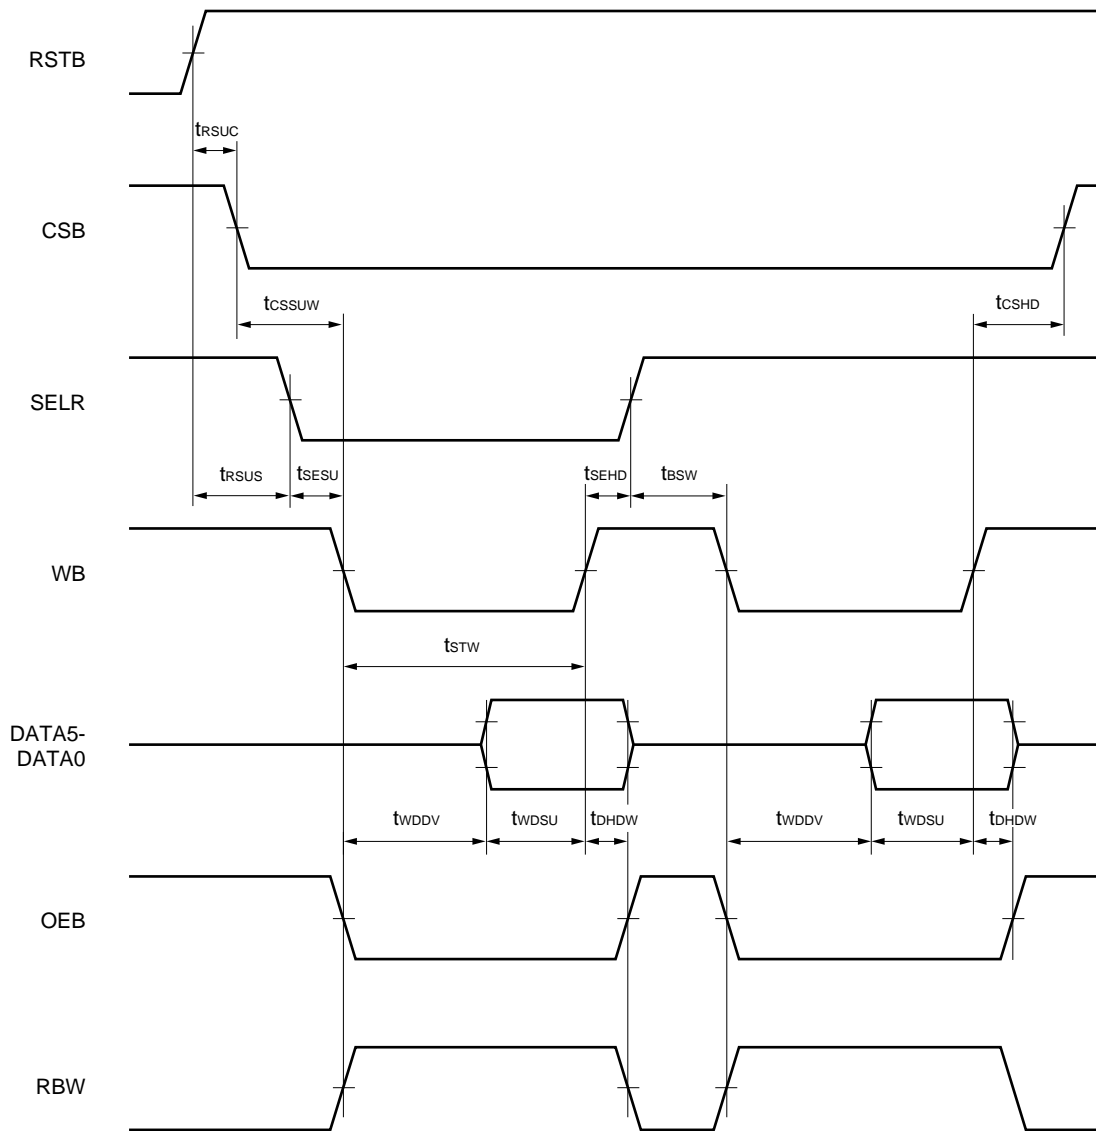 RSTB
tRSUC
CSB
tCSSUW
tCSHD
SELR
tRSUS
tSESU
tSEHD
tBSW
WB
tSTW
DATA5-
DATA0
tWDDV
tWDSU
tDHDW
tWDDV
tWDSU
tDHDW
OEB
RBW